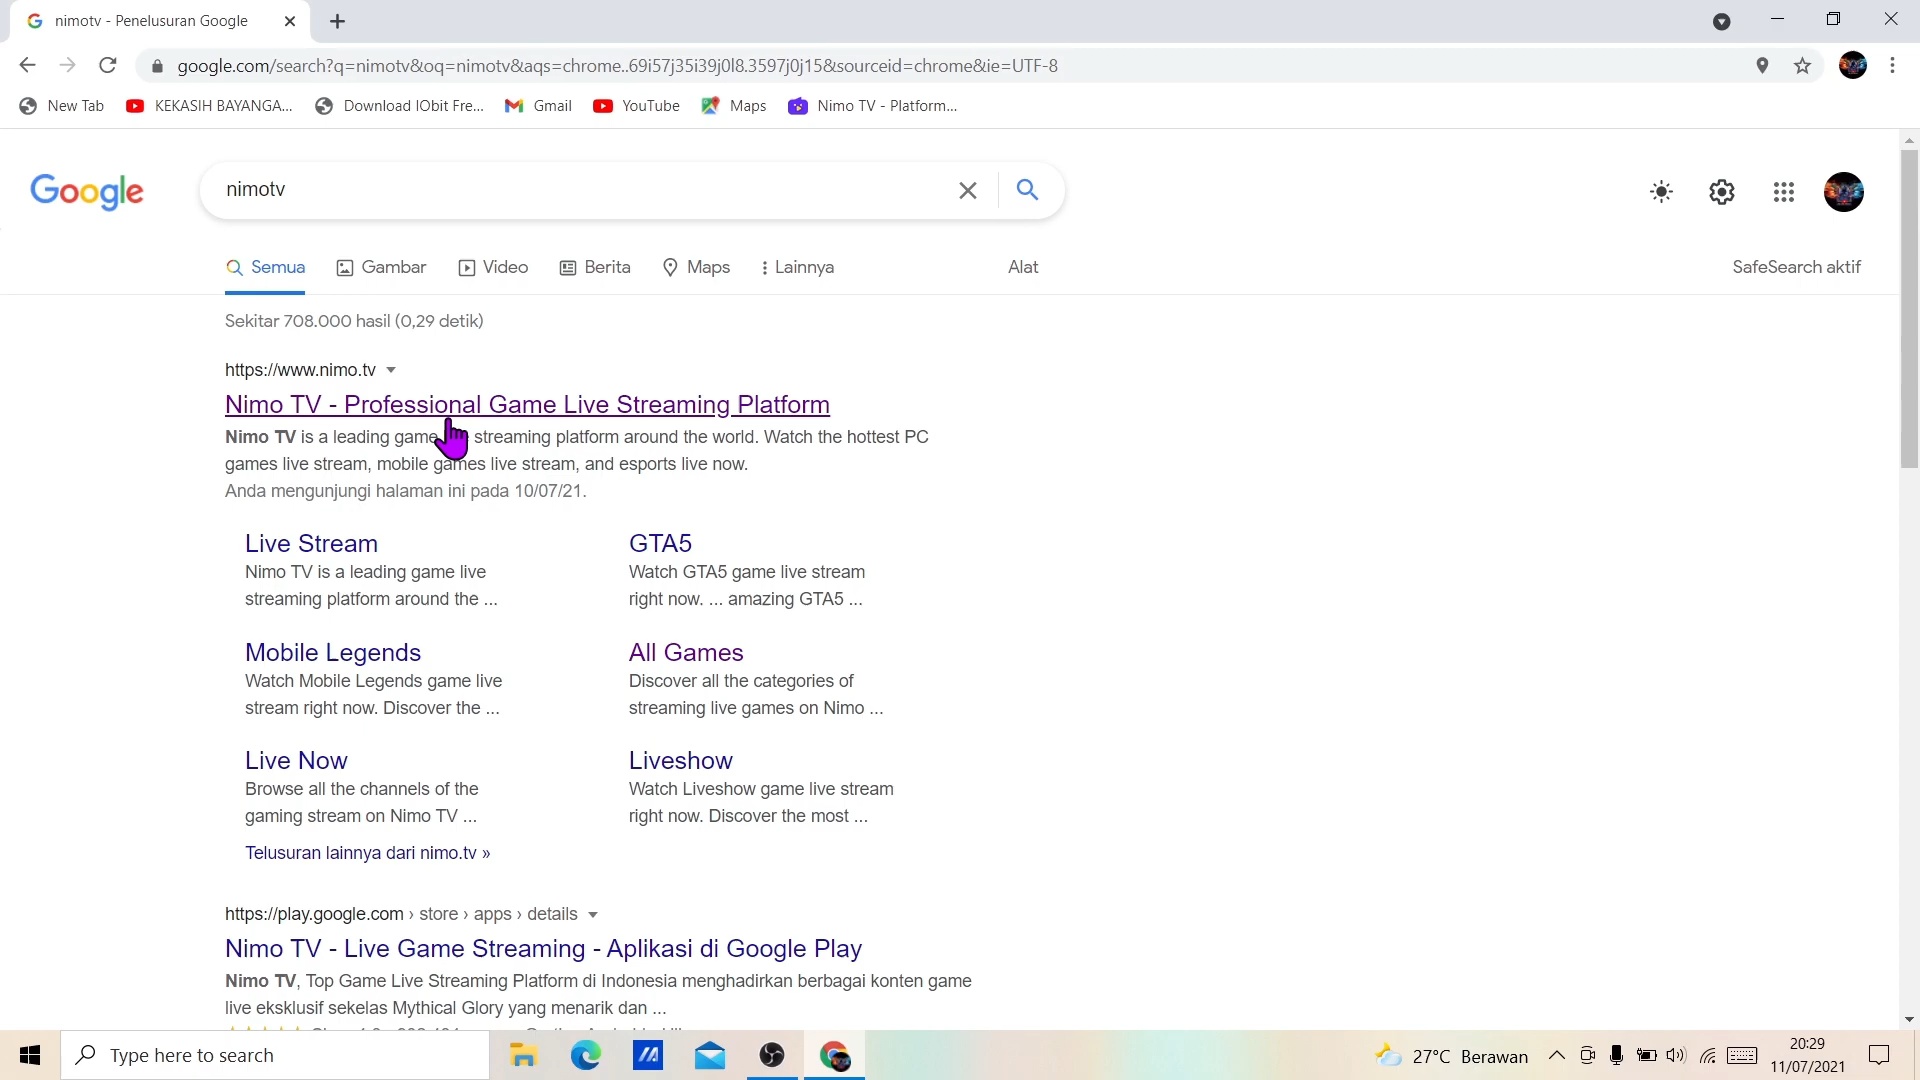 nimotv - Penelusuran Google
google.com/search?q=nimotv&oq=nimotv&aqs=chrome..69i57j35i39j0l8.3597j0j15&sourceid=chrome&ie=UTF-8
New Tab KEKASIH BAYANGA... Download IObit Fre... Gmail YouTube Maps Nimo TV - Platform...
Google nimotv
Semua Gambar Video Berita Maps Lainnya Alat SafeSearch aktif
Sekitar 708.000 hasil (0,29 detik)
https://www.nimo.tv
Nimo TV - Professional Game Live Streaming Platform
Nimo TV is a leading game streaming platform around the world. Watch the hottest PC
games live stream, mobile games live stream, and esports live now.
Anda mengunjungi halaman ini pada 10/07/21.
Live Stream
Nimo TV is a leading game live
streaming platform around the ...
GTA5
Watch GTA5 game live stream
right now. ... amazing GTA5 ...
Mobile Legends
Watch Mobile Legends game live
stream right now. Discover the ...
All Games
Discover all the categories of
streaming live games on Nimo ...
Live Now
Browse all the channels of the
gaming stream on Nimo TV ...
Liveshow
Watch Liveshow game live stream
right now. Discover the most ...
Telusuran lainnya dari nimo.tv »
https://play.google.com › store › apps › details
Nimo TV - Live Game Streaming - Aplikasi di Google Play
Nimo TV, Top Game Live Streaming Platform di Indonesia menghadirkan berbagai konten game
live eksklusif sekelas Mythical Glory yang menarik dan ...
Type here to search
27°C Berawan
20:29
11/07/2021